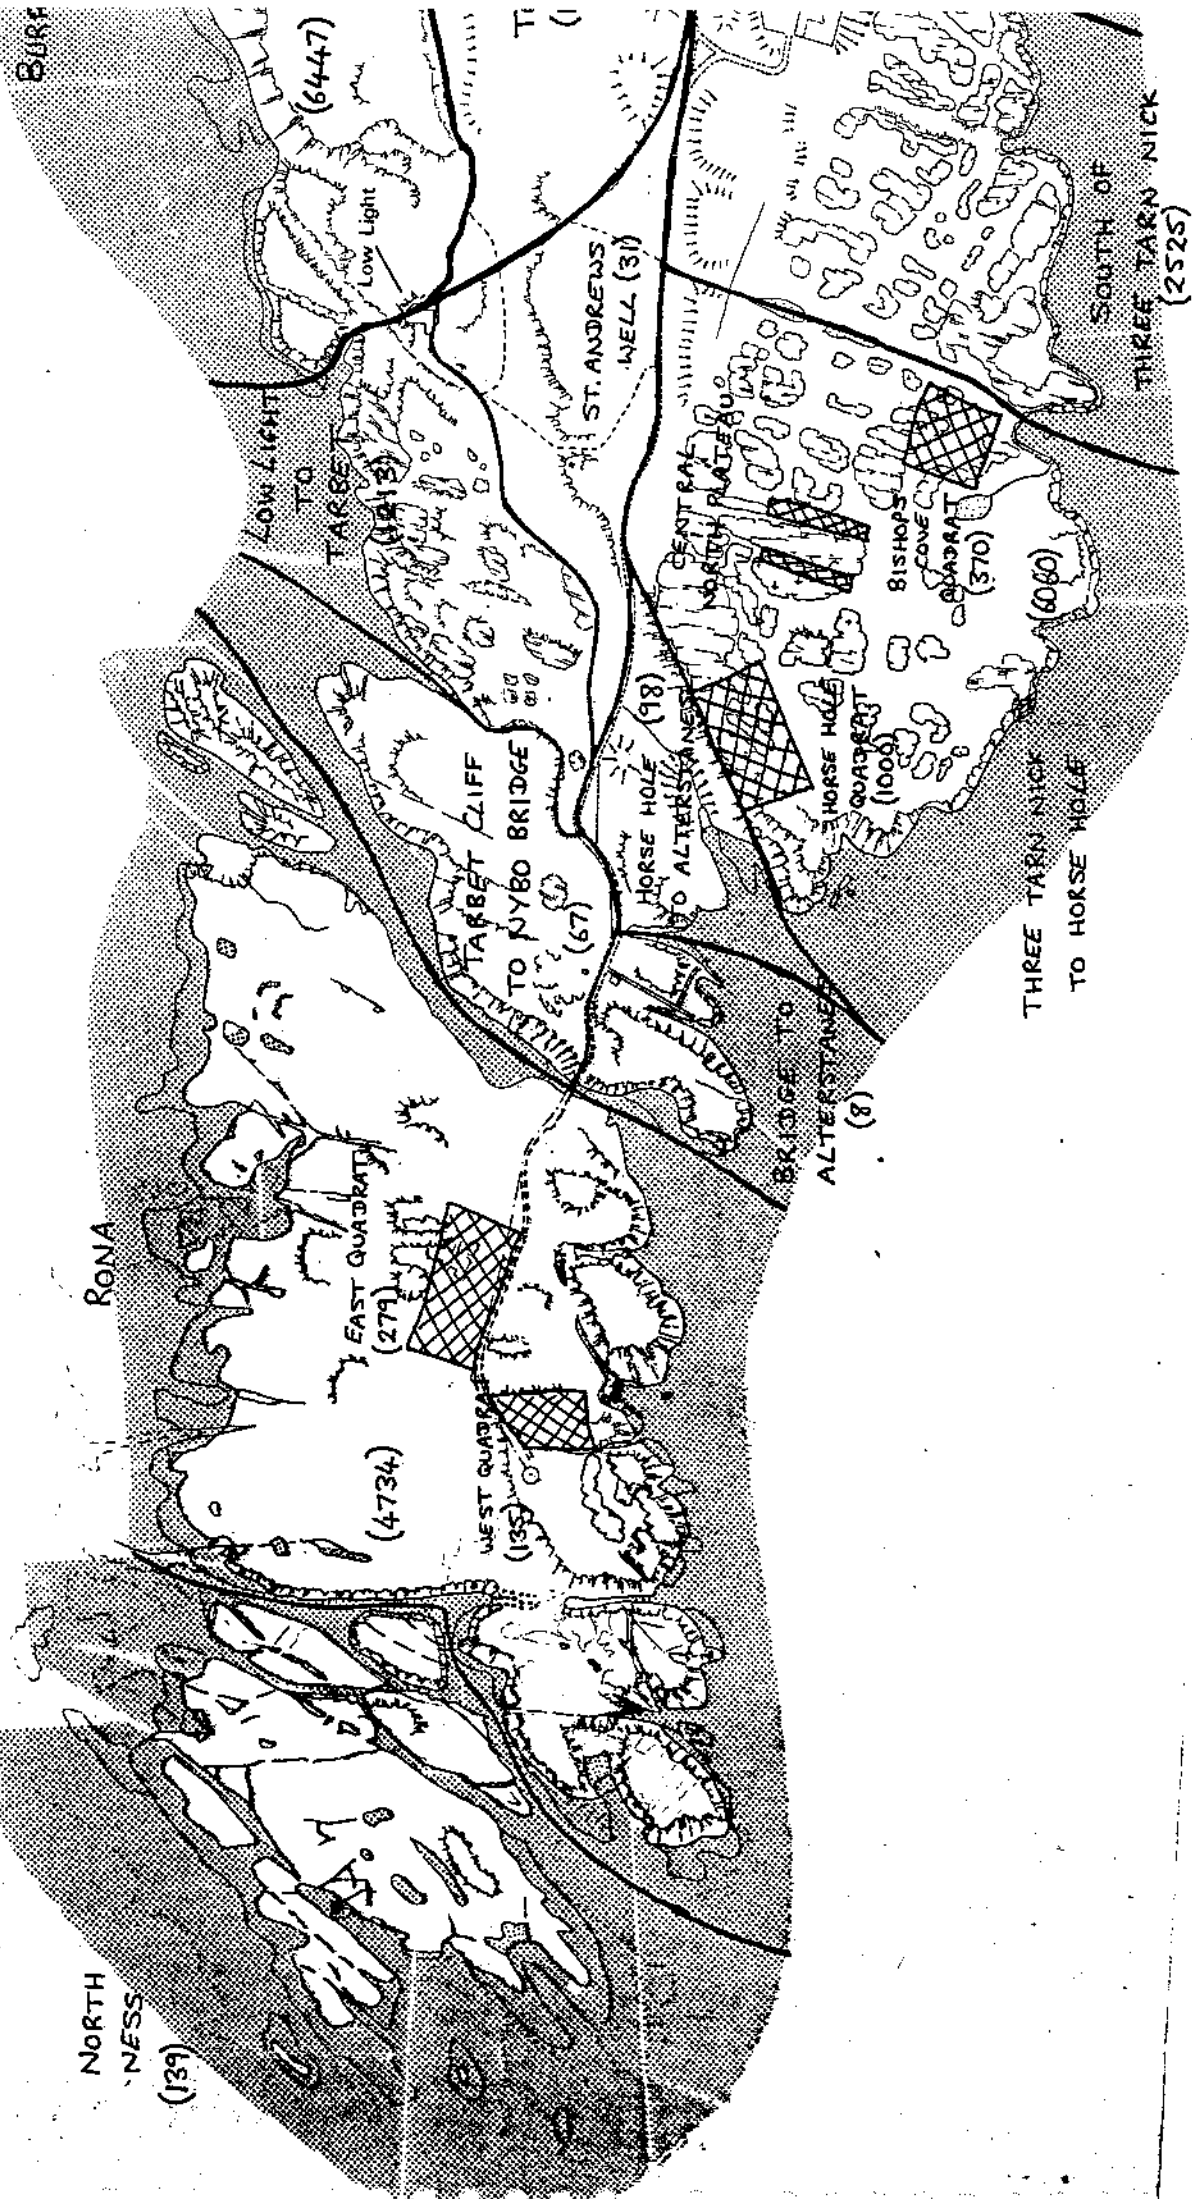 NORTH
NESS
(139)
RONA
(4734)
WEST QUADRA
(135)
EAST QUADRAT
(279)
BRIDGE TO
ALTERSTANES
(8)
TARBET CLIFF
TO NYBO BRIDGE
(67)
HORSE HOLE
TO ALTERSTANES
(98)
THREE TARN NICK
TO HORSE HOLE
(6060)
HORSE HOLE
QUADRAT
(1000)
CENTRAL
NORTH PLATEAU
BISHOPS
COVE
QUADRAT
(370)
LOW LIGHT
TO
TARBET
(1213)
ST. ANDREWS
WELL (31)
Low Light
(6447)
SOUTH OF
THREE TARN NICK
(2525)